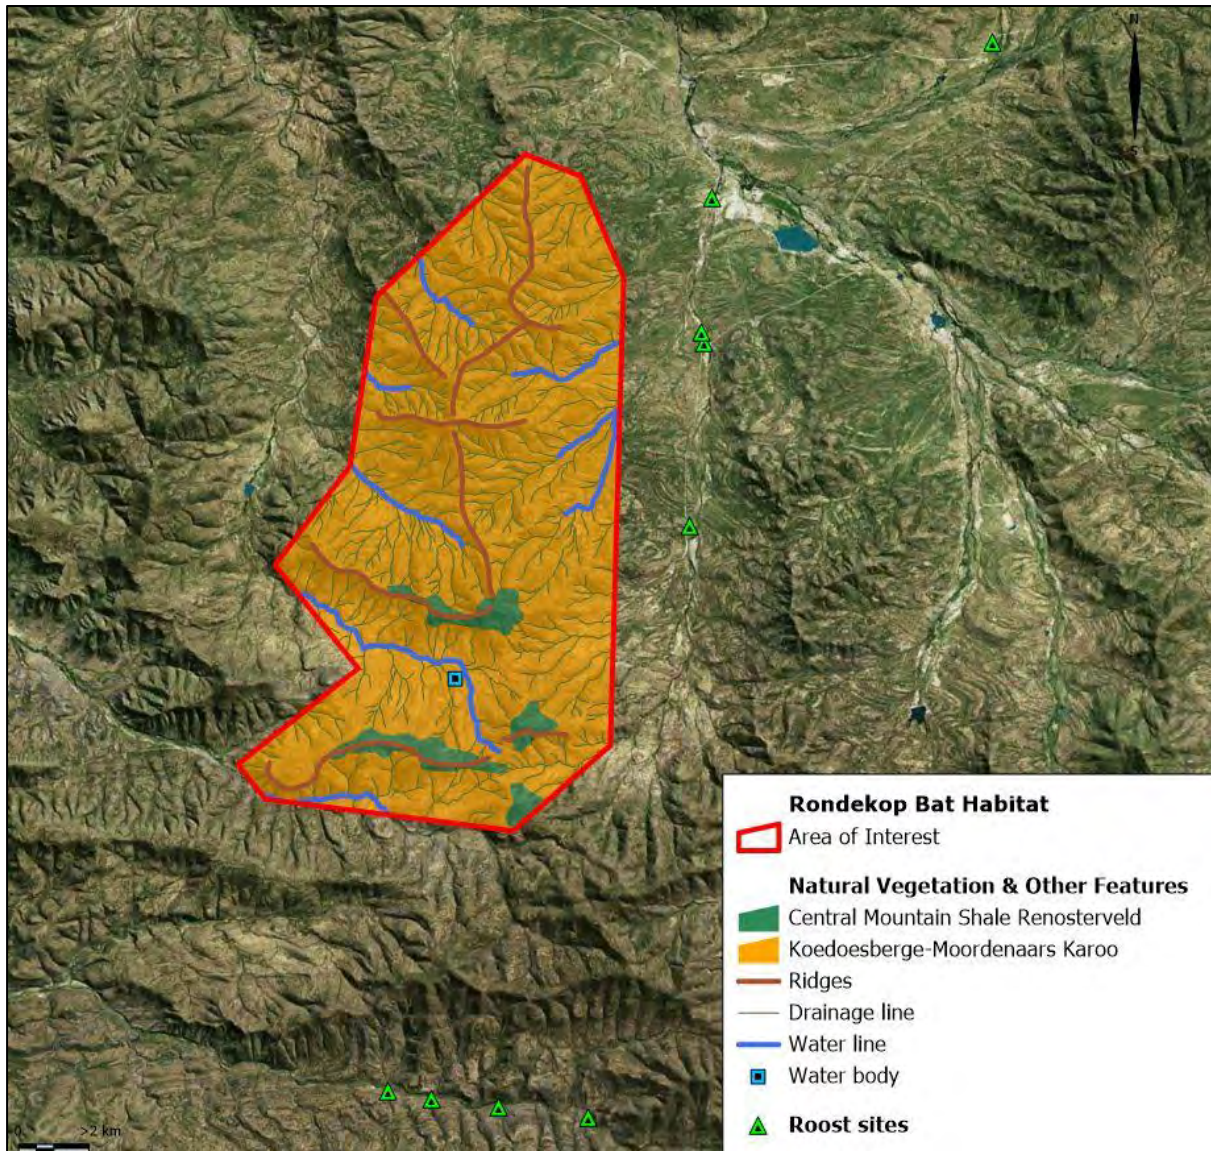 N
S
Rondekop Bat Habitat
Area of Interest
Natural Vegetation & Other Features
Central Mountain Shale Renosterveld
Koedoesberge-Moordenaars Karoo
Ridges
Drainage line
Water line
Water body
Roost sites
0 >2 km